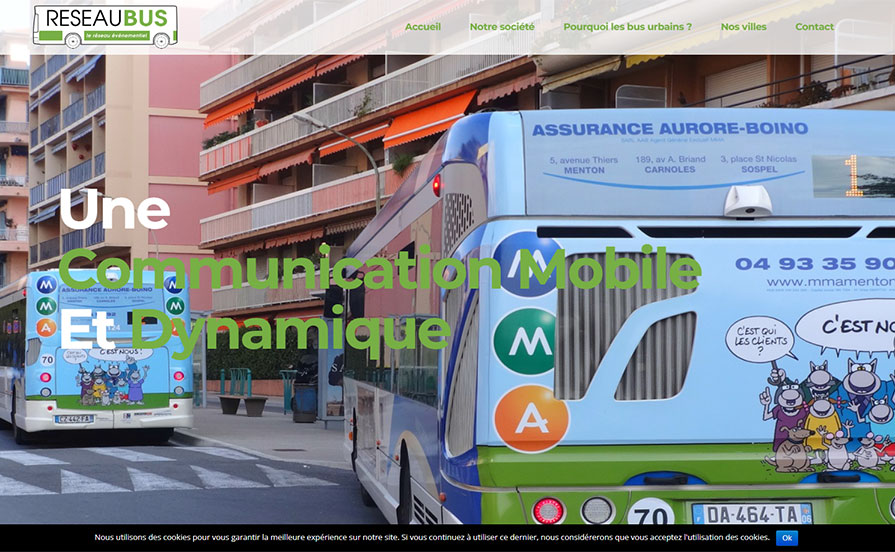 RESEAUBUS
le réseau événementiel
Accueil Notre société Pourquoi les bus urbains ? Nos villes Contact
ASSURANCE AURORE-BOINO
5, avenue Thiers
MENTON
189, av A. Briand
CARNOLES
3, place St Nicolas
SOSPEL
1
Une
Communication Mobile
Et Dynamique
04 93 35 90
www.mmamenton
M
M
A
C'EST QUI
LES CLIENTS
?
C'EST NOUS
70
DA-464-TA
06
ASSURANCE AURORE-BOINO
M
M
A
C'EST NOUS !
70
Nous utilisons des cookies pour vous garantir la meilleure expérience sur notre site. Si vous continuez à utiliser ce dernier, nous considérerons que vous acceptez l'utilisation des cookies. Ok